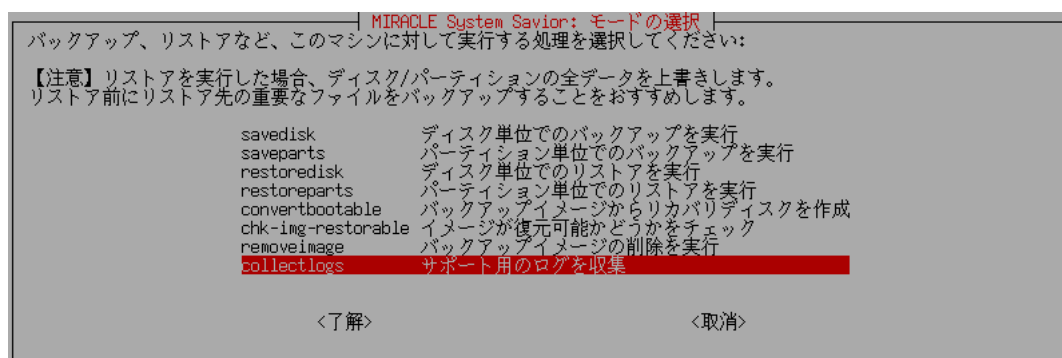 MIRACLE System Savior: モードの選択
バックアップ、リストアなど、このマシンに対して実行する処理を選択してください:
【注意】リストアを実行した場合、ディスク/パーティションの全データを上書きします。
リストア前にリストア先の重要なファイルをバックアップすることをおすすめします。
savedisk ディスク単位でのバックアップを実行
saveparts パーティション単位でのバックアップを実行
restoredisk ディスク単位でのリストアを実行
restoreparts パーティション単位でのリストアを実行
convertbootable バックアップイメージからリカバリディスクを作成
chk-img-restorable イメージが復元可能かどうかをチェック
removeimage バックアップイメージの削除を実行
collectlogs サポート用のログを収集
<了解> <取消>